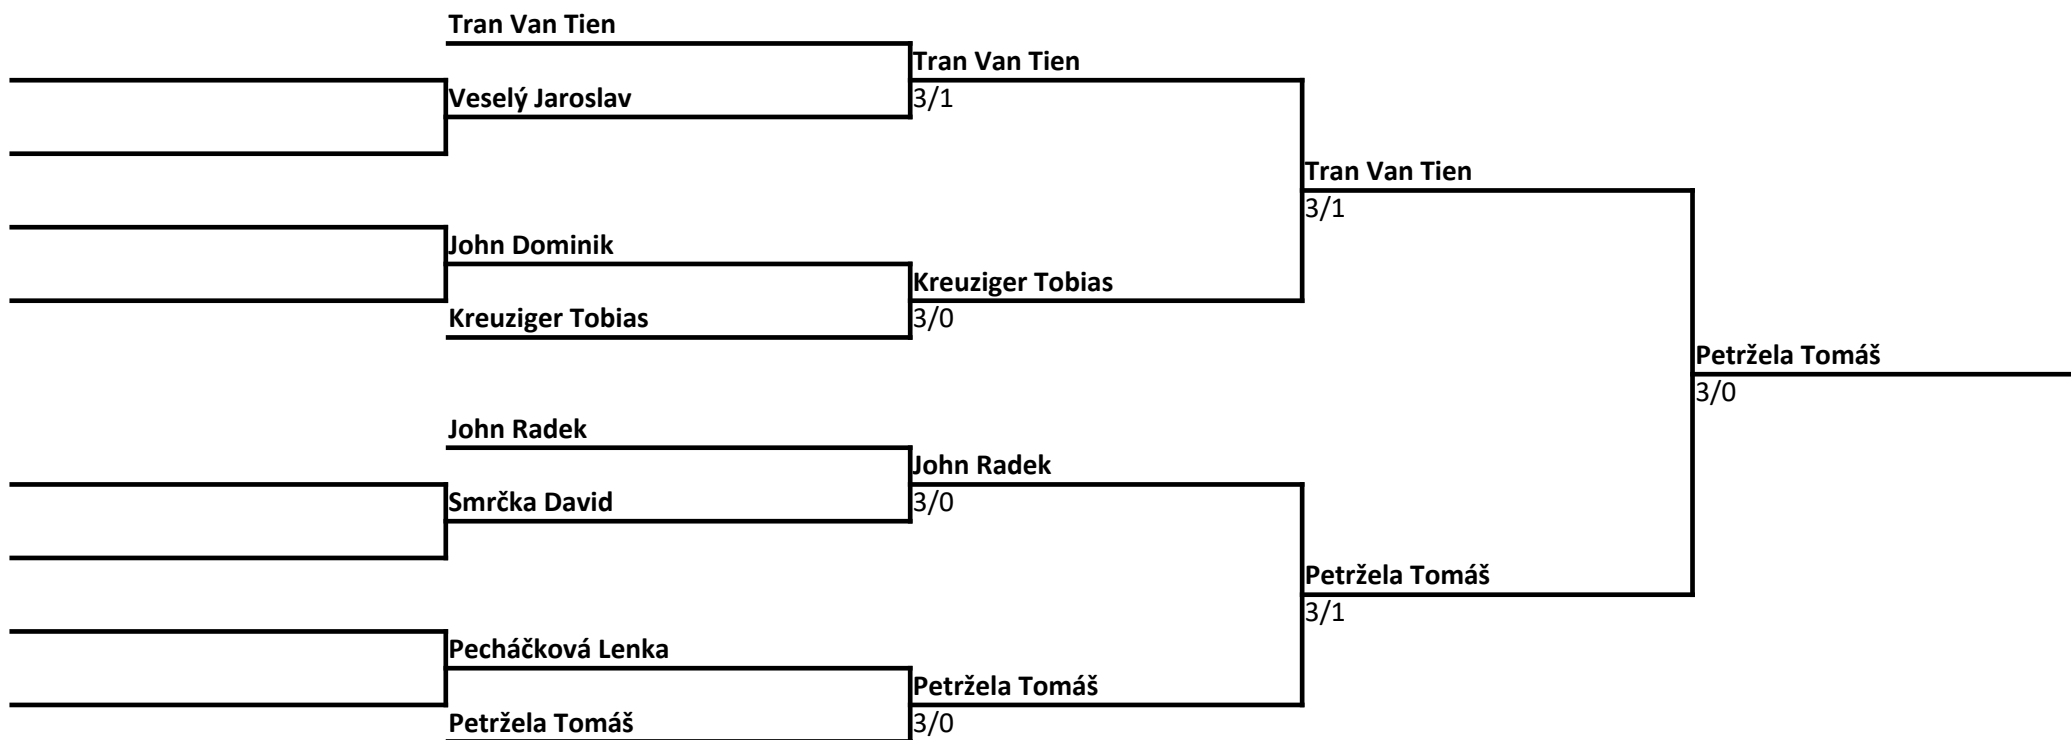 Tran Van Tien
Tran Van Tien
Veselý Jaroslav
3/1
Tran Van Tien
3/1
John Dominik
Kreuziger Tobias
Kreuziger Tobias
3/0
Petržela Tomáš
3/0
John Radek
John Radek
Smrčka David
3/0
Petržela Tomáš
3/1
Pecháčková Lenka
Petržela Tomáš
Petržela Tomáš
3/0